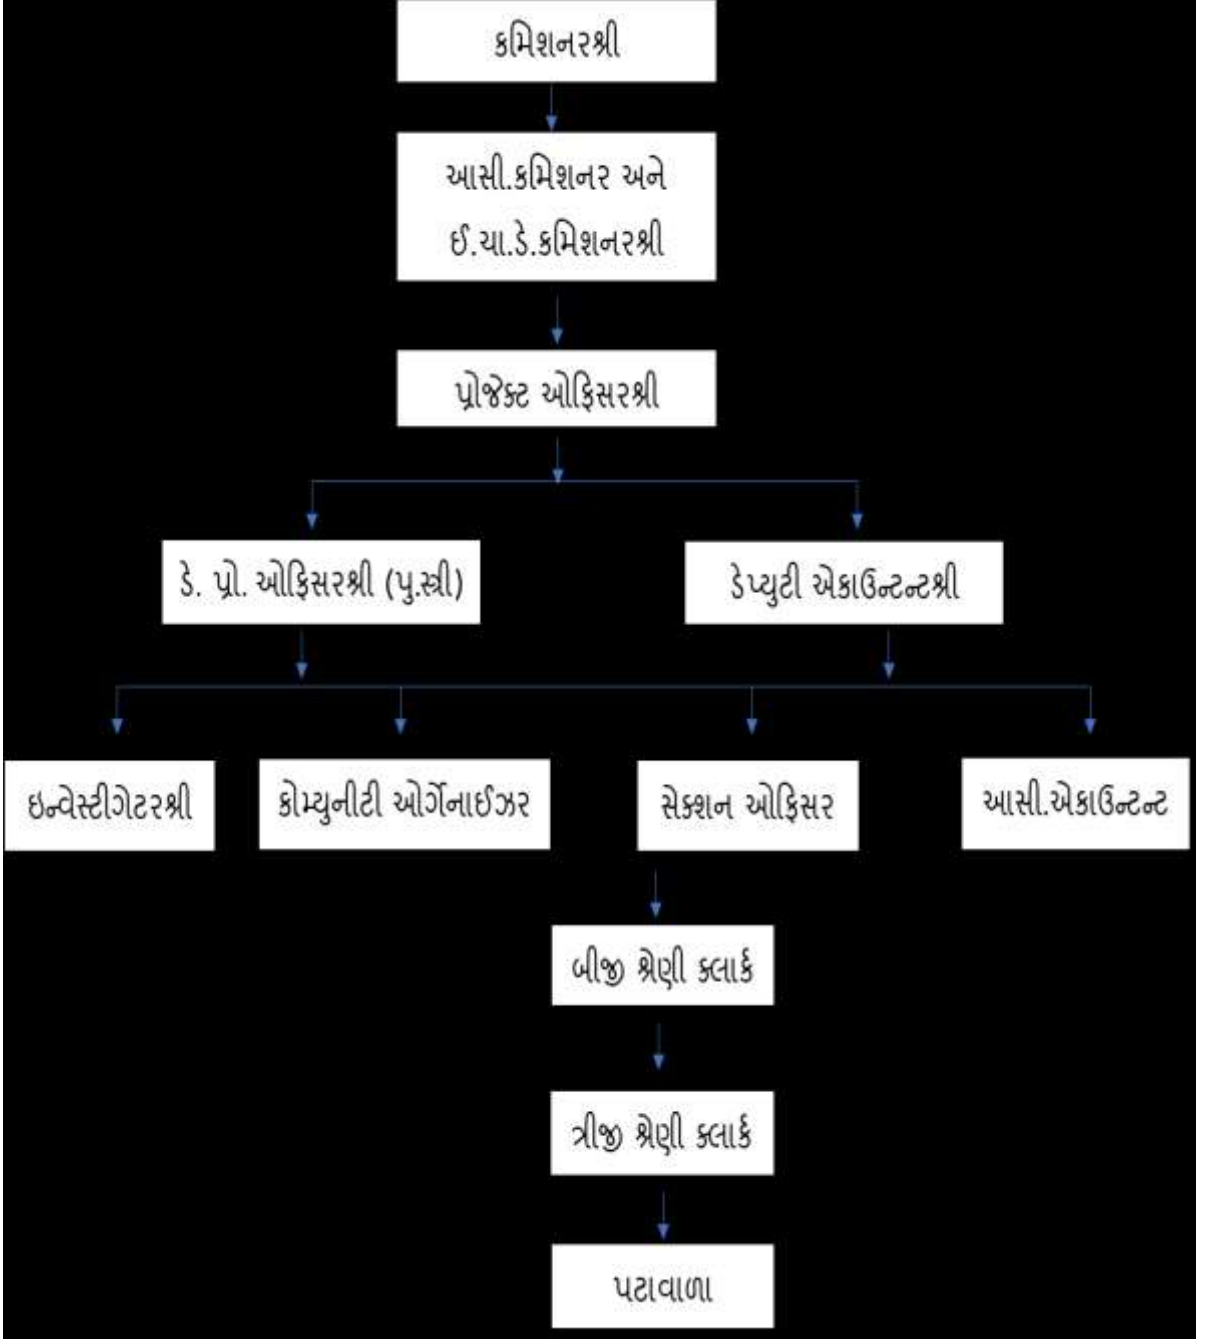 કમિશનરશ્રી
આસી.કમિશનર અને
ઈ.ચા.ડે.કમિશનરશ્રી
પ્રોજેક્ટ ઓફિસરશ્રી
ડે. પ્રો. ઓફિસરશ્રી (પુ.સ્ત્રી)
ડેપ્યુટી એકાઉન્ટન્ટશ્રી
ઇન્વેસ્ટીગેટરશ્રી
કોમ્યુનીટી ઓર્ગેનાઈઝર
સેક્શન ઓફિસર
આસી.એકાઉન્ટન્ટ
બીજી શ્રેણી ક્લાર્ક
ત્રીજી શ્રેણી ક્લાર્ક
પટાવાળા